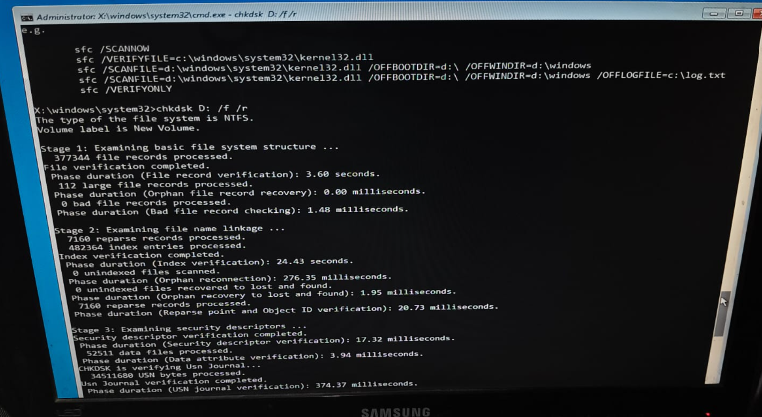 Administrator: X:\windows\system32\cmd.exe - chkdsk D: /f /r
e.g.
sfc /SCANNOW
sfc /VERIFYFILE=c:\windows\system32\kernel32.dll
sfc /SCANFILE=d:\windows\system32\kernel32.dll /OFFBOOTDIR=d:\ /OFFWINDIR=d:\windows
sfc /SCANFILE=d:\windows\system32\kernel32.dll /OFFBOOTDIR=d:\ /OFFWINDIR=d:\windows /OFFLOGFILE=c:\log.txt
sfc /VERIFYONLY
X:\windows\system32>chkdsk D: /f /r
The type of the file system is NTFS.
Volume label is New Volume.
Stage 1: Examining basic file system structure ...
377344 file records processed.
File verification completed.
Phase duration (File record verification): 3.60 seconds.
112 large file records processed.
Phase duration (Orphan file record recovery): 0.00 milliseconds.
0 bad file records processed.
Phase duration (Bad file record checking): 1.48 milliseconds.
Stage 2: Examining file name linkage ...
7160 reparse records processed.
482364 index entries processed.
Index verification completed.
Phase duration (Index verification): 24.43 seconds.
0 unindexed files scanned.
Phase duration (Orphan reconnection): 276.35 milliseconds.
0 unindexed files recovered to lost and found.
Phase duration (Orphan recovery to lost and found): 1.95 milliseconds.
7160 reparse records processed.
Phase duration (Reparse point and Object ID verification): 20.73 milliseconds.
Stage 3: Examining security descriptors ...
Security descriptor verification completed.
Phase duration (Security descriptor verification): 17.32 milliseconds.
52511 data files processed.
Phase duration (Data attribute verification): 3.94 milliseconds.
CHKDSK is verifying Usn Journal...
34511680 USN bytes processed.
Usn Journal verification completed.
Phase duration (USN journal verification): 374.37 milliseconds.
SAMSUNG